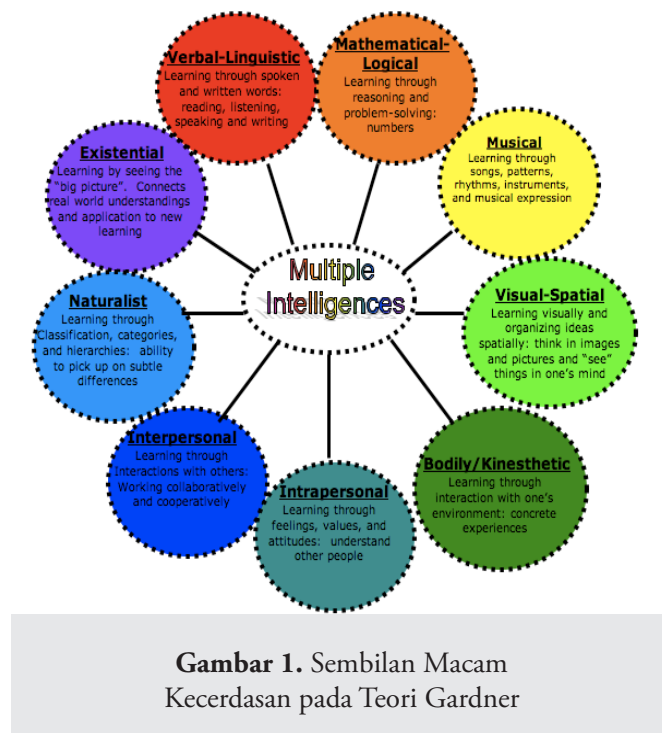 Verbal-Linguistic
Learning through spoken
and written words:
reading, listening,
speaking and writing
Mathematical-
Logical
Learning through
reasoning and
problem-solving:
numbers
Musical
Learning through
songs, patterns,
rhythms, instruments,
and musical expression
Existential
Learning by seeing the
“big picture”. Connects
real world understandings
and application to new
learning
Multiple
Intelligences
Visual-Spatial
Learning visually and
organizing ideas
spatially: think in images
and pictures and “see”
things in one’s mind
Naturalist
Learning through
Classification, categories,
and hierarchies: ability
to pick up on subtle
differences
Interpersonal
Learning through
Interactions with others:
Working collaboratively
and cooperatively
Intrapersonal
Learning through
feelings, values, and
attitudes: understand
other people
Bodily/Kinesthetic
Learning through
interaction with one’s
environment: concrete
experiences
Gambar 1. Sembilan Macam
Kecerdasan pada Teori Gardner